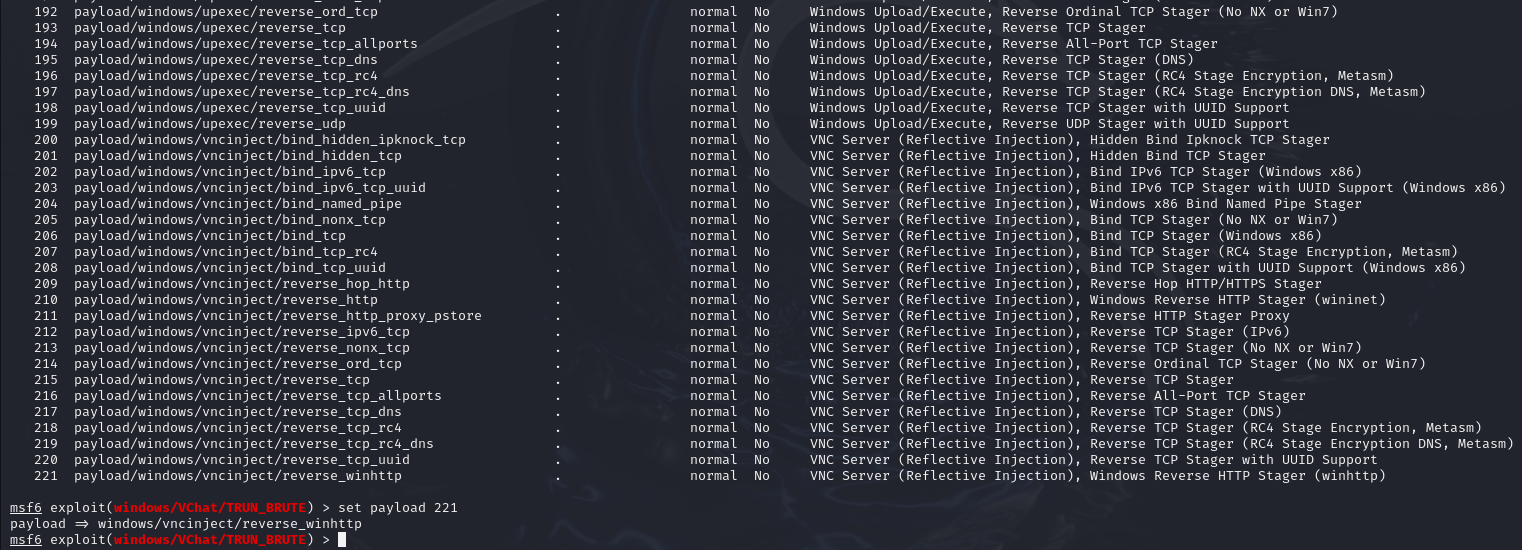 192 payload/windows/upexec/reverse_ord_tcp . normal No Windows Upload/Execute, Reverse Ordinal TCP Stager (No NX or Win7)
193 payload/windows/upexec/reverse_tcp . normal No Windows Upload/Execute, Reverse TCP Stager
194 payload/windows/upexec/reverse_tcp_allports . normal No Windows Upload/Execute, Reverse All-Port TCP Stager
195 payload/windows/upexec/reverse_tcp_dns . normal No Windows Upload/Execute, Reverse TCP Stager (DNS)
196 payload/windows/upexec/reverse_tcp_rc4 . normal No Windows Upload/Execute, Reverse TCP Stager (RC4 Stage Encryption, Metasm)
197 payload/windows/upexec/reverse_tcp_rc4_dns . normal No Windows Upload/Execute, Reverse TCP Stager (RC4 Stage Encryption DNS, Metasm)
198 payload/windows/upexec/reverse_tcp_uuid . normal No Windows Upload/Execute, Reverse TCP Stager with UUID Support
199 payload/windows/upexec/reverse_udp . normal No Windows Upload/Execute, Reverse UDP Stager with UUID Support
200 payload/windows/vncinject/bind_hidden_ipknock_tcp . normal No VNC Server (Reflective Injection), Hidden Bind Ipknock TCP Stager
201 payload/windows/vncinject/bind_hidden_tcp . normal No VNC Server (Reflective Injection), Hidden Bind TCP Stager
202 payload/windows/vncinject/bind_ipv6_tcp . normal No VNC Server (Reflective Injection), Bind IPv6 TCP Stager (Windows x86)
203 payload/windows/vncinject/bind_ipv6_tcp_uuid . normal No VNC Server (Reflective Injection), Bind IPv6 TCP Stager with UUID Support (Windows x86)
204 payload/windows/vncinject/bind_named_pipe . normal No VNC Server (Reflective Injection), Windows x86 Bind Named Pipe Stager
205 payload/windows/vncinject/bind_nonx_tcp . normal No VNC Server (Reflective Injection), Bind TCP Stager (No NX or Win7)
206 payload/windows/vncinject/bind_tcp . normal No VNC Server (Reflective Injection), Bind TCP Stager (Windows x86)
207 payload/windows/vncinject/bind_tcp_rc4 . normal No VNC Server (Reflective Injection), Bind TCP Stager (RC4 Stage Encryption, Metasm)
208 payload/windows/vncinject/bind_tcp_uuid . normal No VNC Server (Reflective Injection), Bind TCP Stager with UUID Support (Windows x86)
209 payload/windows/vncinject/reverse_hop_http . normal No VNC Server (Reflective Injection), Reverse Hop HTTP/HTTPS Stager
210 payload/windows/vncinject/reverse_http . normal No VNC Server (Reflective Injection), Windows Reverse HTTP Stager (wininet)
211 payload/windows/vncinject/reverse_http_proxy_pstore . normal No VNC Server (Reflective Injection), Reverse HTTP Stager Proxy
212 payload/windows/vncinject/reverse_ipv6_tcp . normal No VNC Server (Reflective Injection), Reverse TCP Stager (IPv6)
213 payload/windows/vncinject/reverse_nonx_tcp . normal No VNC Server (Reflective Injection), Reverse TCP Stager (No NX or Win7)
214 payload/windows/vncinject/reverse_ord_tcp . normal No VNC Server (Reflective Injection), Reverse Ordinal TCP Stager (No NX or Win7)
215 payload/windows/vncinject/reverse_tcp . normal No VNC Server (Reflective Injection), Reverse TCP Stager
216 payload/windows/vncinject/reverse_tcp_allports . normal No VNC Server (Reflective Injection), Reverse All-Port TCP Stager
217 payload/windows/vncinject/reverse_tcp_dns . normal No VNC Server (Reflective Injection), Reverse TCP Stager (DNS)
218 payload/windows/vncinject/reverse_tcp_rc4 . normal No VNC Server (Reflective Injection), Reverse TCP Stager (RC4 Stage Encryption, Metasm)
219 payload/windows/vncinject/reverse_tcp_rc4_dns . normal No VNC Server (Reflective Injection), Reverse TCP Stager (RC4 Stage Encryption DNS, Metasm)
220 payload/windows/vncinject/reverse_tcp_uuid . normal No VNC Server (Reflective Injection), Reverse TCP Stager with UUID Support
221 payload/windows/vncinject/reverse_winhttp . normal No VNC Server (Reflective Injection), Windows Reverse HTTP Stager (winhttp)
msf6 exploit(windows/VChat/TRUN_BRUTE) > set payload 221
payload ⇒ windows/vncinject/reverse_winhttp
msf6 exploit(windows/VChat/TRUN_BRUTE) >